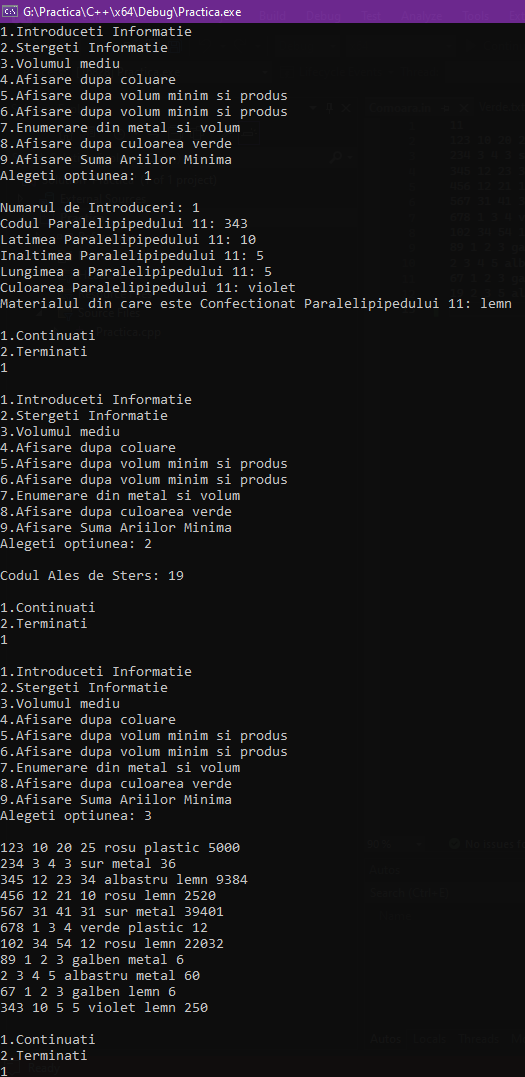 G:\Practica\C++\x64\Debug\Practica.exe
1.Introduceti Informatie
2.Stergeti Informatie
3.Volumul mediu
4.Afisare dupa coluare
5.Afisare dupa volum minim si produs
6.Afisare dupa volum minim si produs
7.Enumerare din metal si volum
8.Afisare dupa culoarea verde
9.Afisare Suma Ariilor Minima
Alegeti optiunea: 1
Numarul de Introduceri: 1
Codul Paralelipipedului 11: 343
Latimea Paralelipipedului 11: 10
Inaltimea Paralelipipedului 11: 5
Lungimea a Paralelipipedului 11: 5
Culoarea Paralelipipedului 11: violet
Materialul din care este Confectionat Paralelipipedului 11: lemn
1.Continuati
2.Terminati
1
1.Introduceti Informatie
2.Stergeti Informatie
3.Volumul mediu
4.Afisare dupa coluare
5.Afisare dupa volum minim si produs
6.Afisare dupa volum minim si produs
7.Enumerare din metal si volum
8.Afisare dupa culoarea verde
9.Afisare Suma Ariilor Minima
Alegeti optiunea: 2
Codul Ales de Sters: 19
1.Continuati
2.Terminati
1
1.Introduceti Informatie
2.Stergeti Informatie
3.Volumul mediu
4.Afisare dupa coluare
5.Afisare dupa volum minim si produs
6.Afisare dupa volum minim si produs
7.Enumerare din metal si volum
8.Afisare dupa culoarea verde
9.Afisare Suma Ariilor Minima
Alegeti optiunea: 3
123 10 20 25 rosu plastic 5000
234 3 4 3 sur metal 36
345 12 23 34 albastru lemn 9384
456 12 21 10 rosu lemn 2520
567 31 41 31 sur metal 39401
678 1 3 4 verde plastic 12
102 34 54 12 rosu lemn 22032
89 1 2 3 galben metal 6
2 3 4 5 albastru metal 60
67 1 2 3 galben lemn 6
343 10 5 5 violet lemn 250
1.Continuati
2.Terminati
1